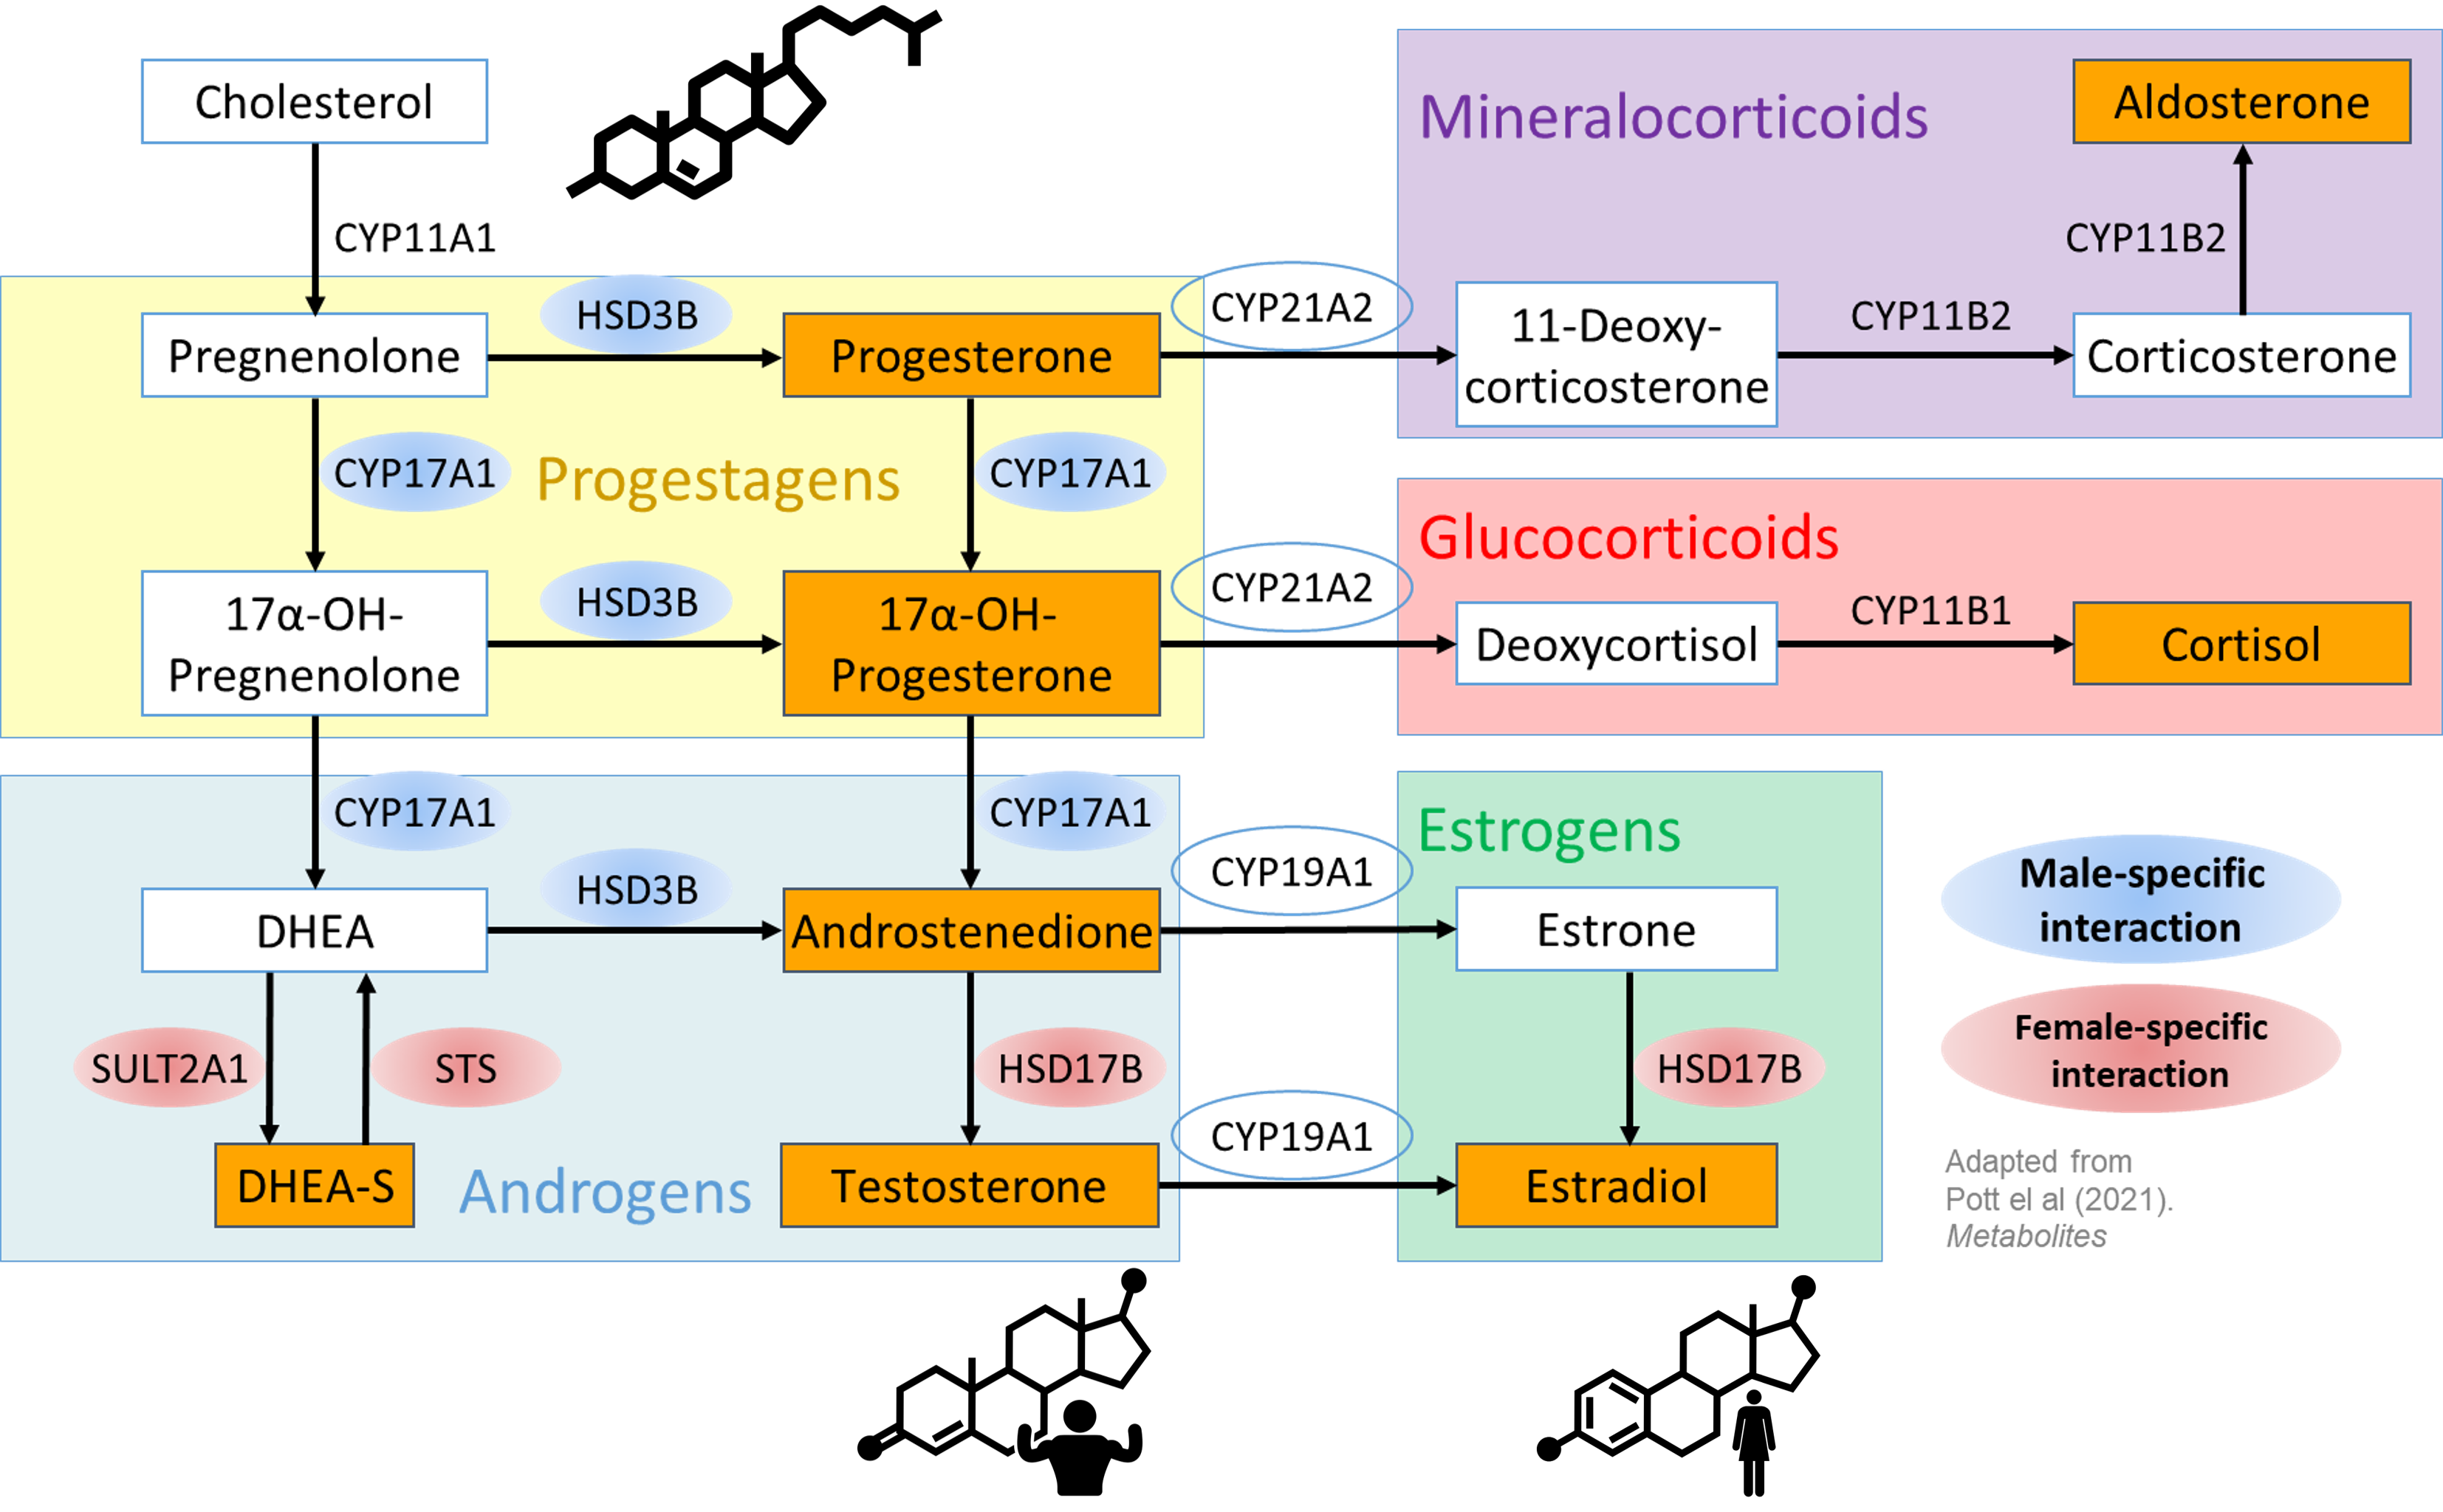 Cholesterol
Mineralocorticoids
Aldosterone
CYP11A1
CYP11B2
HSD3B
CYP21A2
CYP11B2
Pregnenolone
Progesterone
11-Deoxy-
corticosterone
Corticosterone
CYP17A1
Progestagens
CYP17A1
Glucocorticoids
HSD3B
CYP21A2
CYP11B1
17α-OH-
Pregnenolone
17α-OH-
Progesterone
Deoxycortisol
Cortisol
CYP17A1
CYP17A1
Estrogens
HSD3B
CYP19A1
Male-specific
interaction
DHEA
Androstenedione
Estrone
SULT2A1
STS
HSD17B
HSD17B
Female-specific
interaction
CYP19A1
DHEA-S
Androgens
Testosterone
Estradiol
Adapted from
Pott el al (2021).
Metabolites